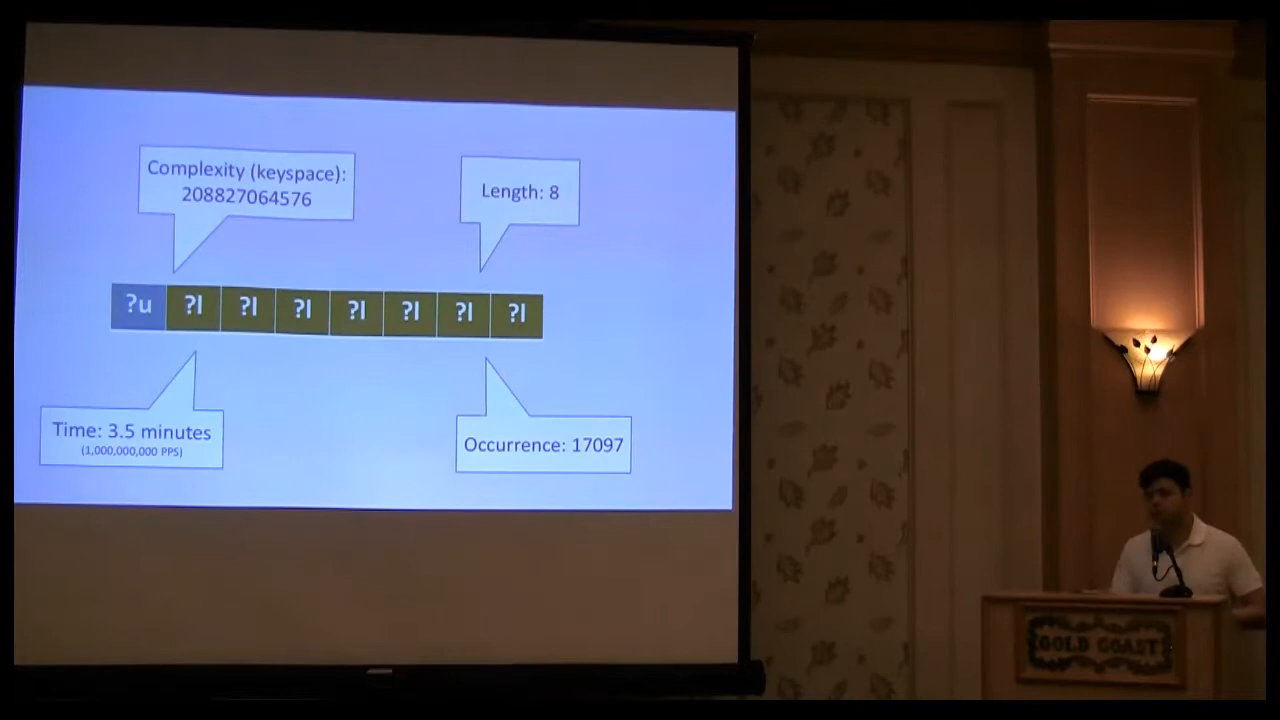 Complexity (keyspace):
208827064576
Length: 8
?u ?l ?l ?l ?l ?l ?l ?l
Time: 3.5 minutes
(1,000,000,000 PPS)
Occurrence: 17097
GOLD COAST